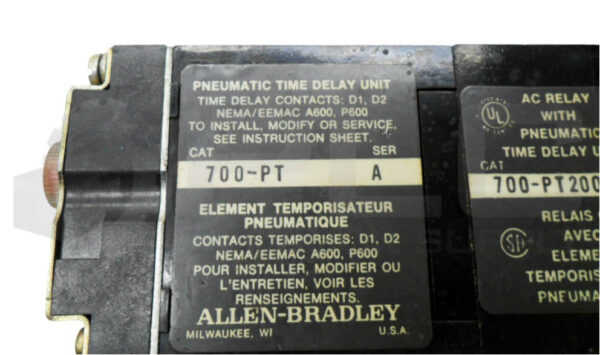 PNEUMATIC TIME DELAY UNIT
TIME DELAY CONTACTS: D1, D2
NEMA/EEMAC A600, P600
TO INSTALL, MODIFY OR SERVICE,
SEE INSTRUCTION SHEET.
CAT SER
700-PT A
ELEMENT TEMPORISATEUR
PNEUMATIQUE
CONTACTS TEMPORISES: D1, D2
NEMA/EEMAC A600, P600
POUR INSTALLER, MODIFIER OU
L'ENTRETIEN, VOIR LES
RENSEIGNEMENTS.
ALLEN-BRADLEY
MILWAUKEE, WI U.S.A.
UL
AC RELAY
WITH
PNEUMATIC
TIME DELAY U
CAT
700-PT200
RELAIS
AVEC
ELEME
TEMPORIS
PNEUMA